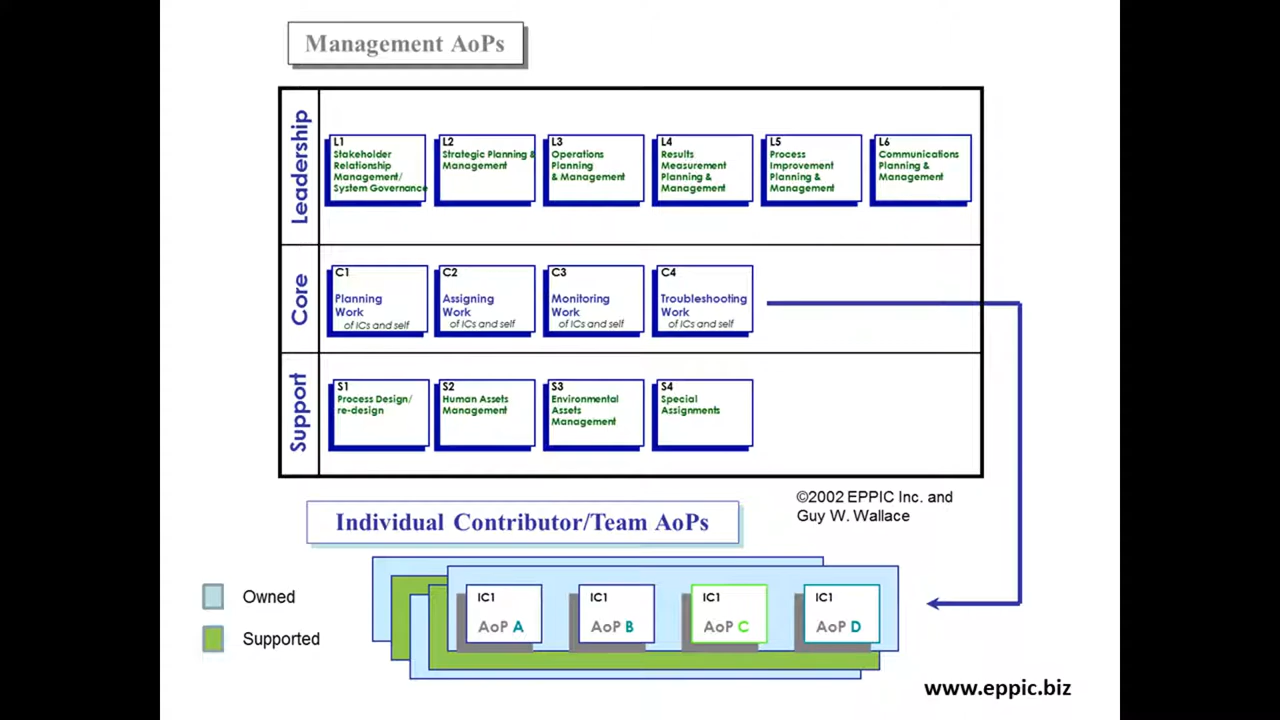 Management AoPs
Leadership
L1
Stakeholder
Relationship
Management/
System Governance
L2
Strategic Planning &
Management
L3
Operations
Planning
& Management
L4
Results
Measurement
Planning &
Management
L5
Process
Improvement
Planning &
Management
L6
Communications
Planning &
Management
Core
C1
Planning
Work
of ICs and self
C2
Assigning
Work
of ICs and self
C3
Monitoring
Work
of ICs and self
C4
Troubleshooting
Work
of ICs and self
Support
S1
Process Design/
re-design
S2
Human Assets
Management
S3
Environmental
Assets
Management
S4
Special
Assignments
©2002 EPPIC Inc. and
Guy W. Wallace
Individual Contributor/Team AoPs
Owned
Supported
IC1
AoP A
IC1
AoP B
IC1
AoP C
IC1
AoP D
www.eppic.biz